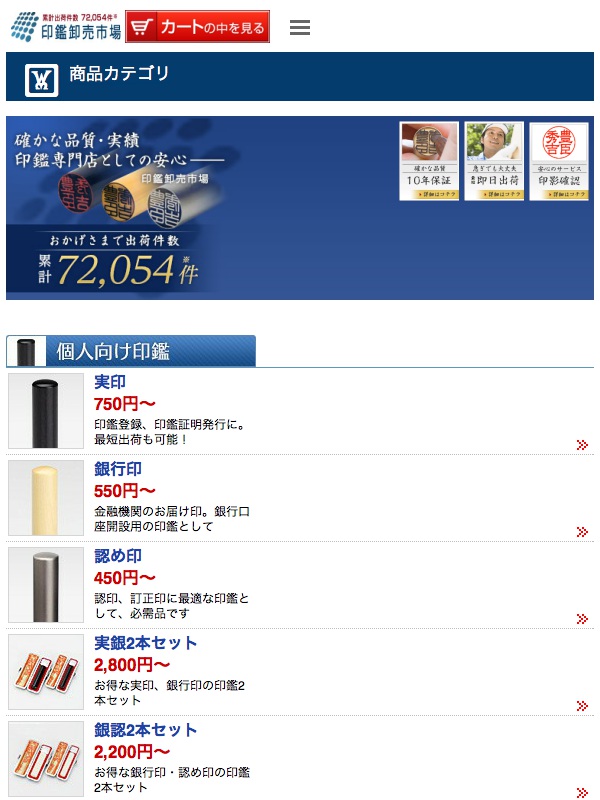 累計出荷件数 72,054件※
印鑑卸売市場
カートの中を見る
商品カテゴリ
確かな品質・実績
印鑑専門店としての安心
印鑑卸売市場
おかげさまで出荷件数
累計72,054件※
確かな品質
10年保証
詳細はコチラ
急ぎでも大丈夫
即日出荷
詳細はコチラ
豊臣秀吉
安心のサービス
印影確認
詳細はコチラ
個人向け印鑑
実印
750円〜
印鑑登録、印鑑証明発行に。
最短出荷も可能！
銀行印
550円〜
金融機関のお届け印。銀行口
座開設用の印鑑として
認め印
450円〜
認印、訂正印に最適な印鑑と
して、必需品です
実銀2本セット
2,800円〜
お得な実印、銀行印の印鑑2
本セット
銀認2本セット
2,200円〜
お得な銀行印・認め印の印鑑
2本セット